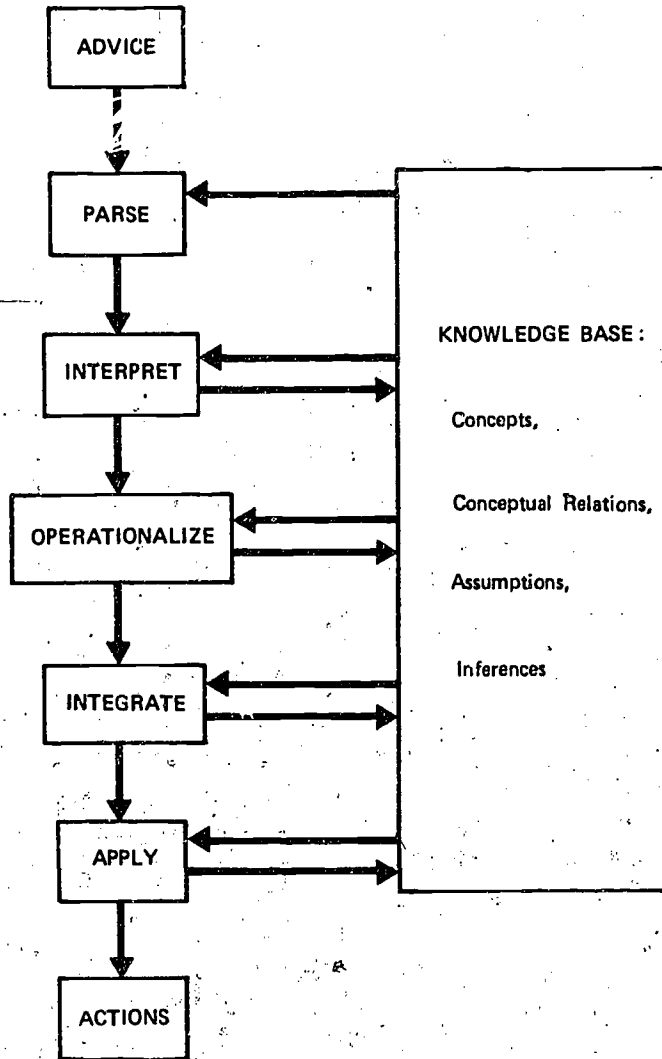 ADVICE
PARSE
INTERPRET
OPERATIONALIZE
INTEGRATE
APPLY
ACTIONS
KNOWLEDGE BASE:
Concepts,
Conceptual Relations,
Assumptions,
Inferences